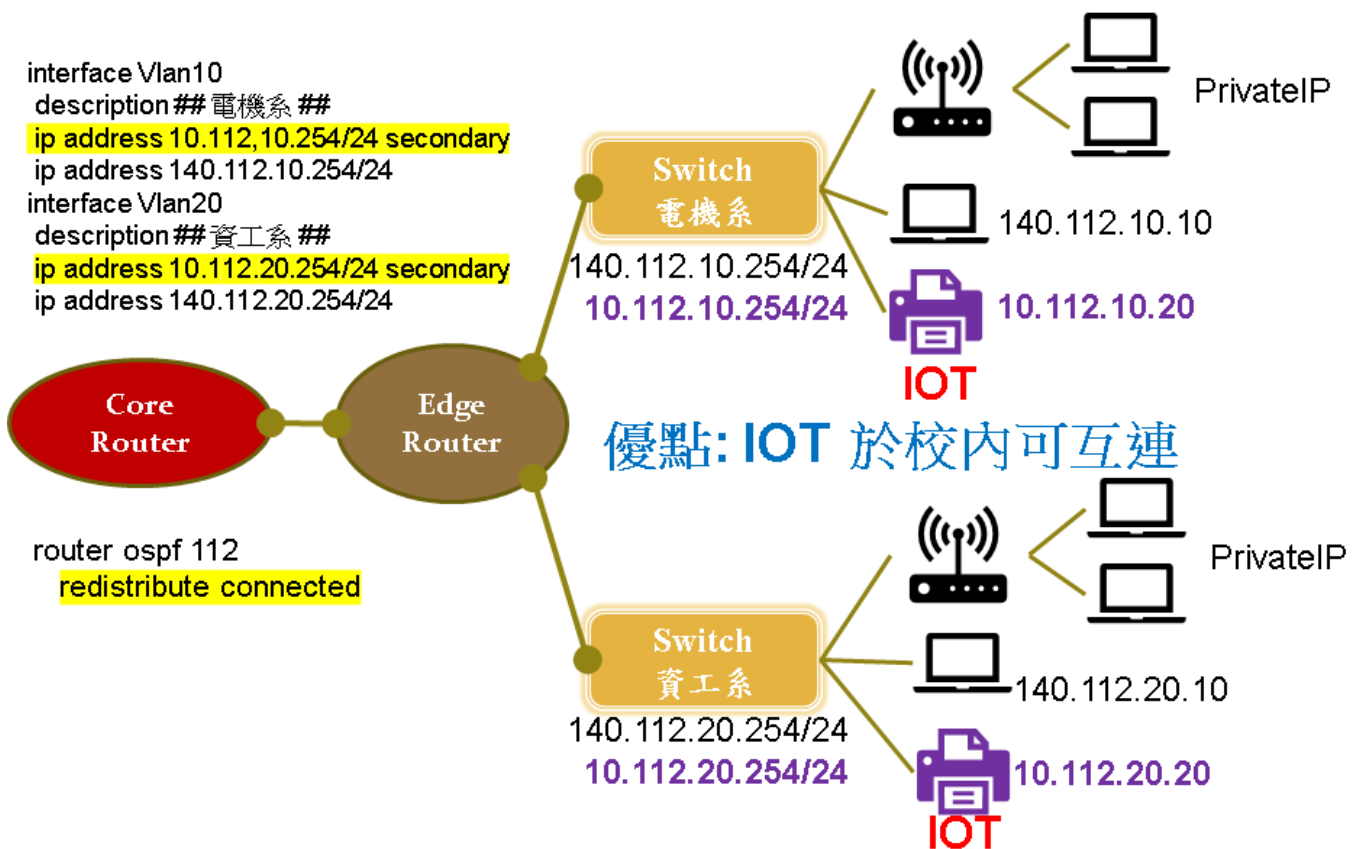 interface Vlan10
description ## 電機系 ##
ip address 10.112,10.254/24 secondary
ip address 140.112.10.254/24
interface Vlan20
description ## 資工系 ##
ip address 10.112.20.254/24 secondary
ip address 140.112.20.254/24
Core
Router
Edge
Router
router ospf 112
redistribute connected
Switch
電機系
140.112.10.254/24
10.112.10.254/24
PrivateIP
140.112.10.10
10.112.10.20
IOT
優點: IOT 於校內可互連
Switch
資工系
140.112.20.254/24
10.112.20.254/24
PrivateIP
140.112.20.10
10.112.20.20
IOT